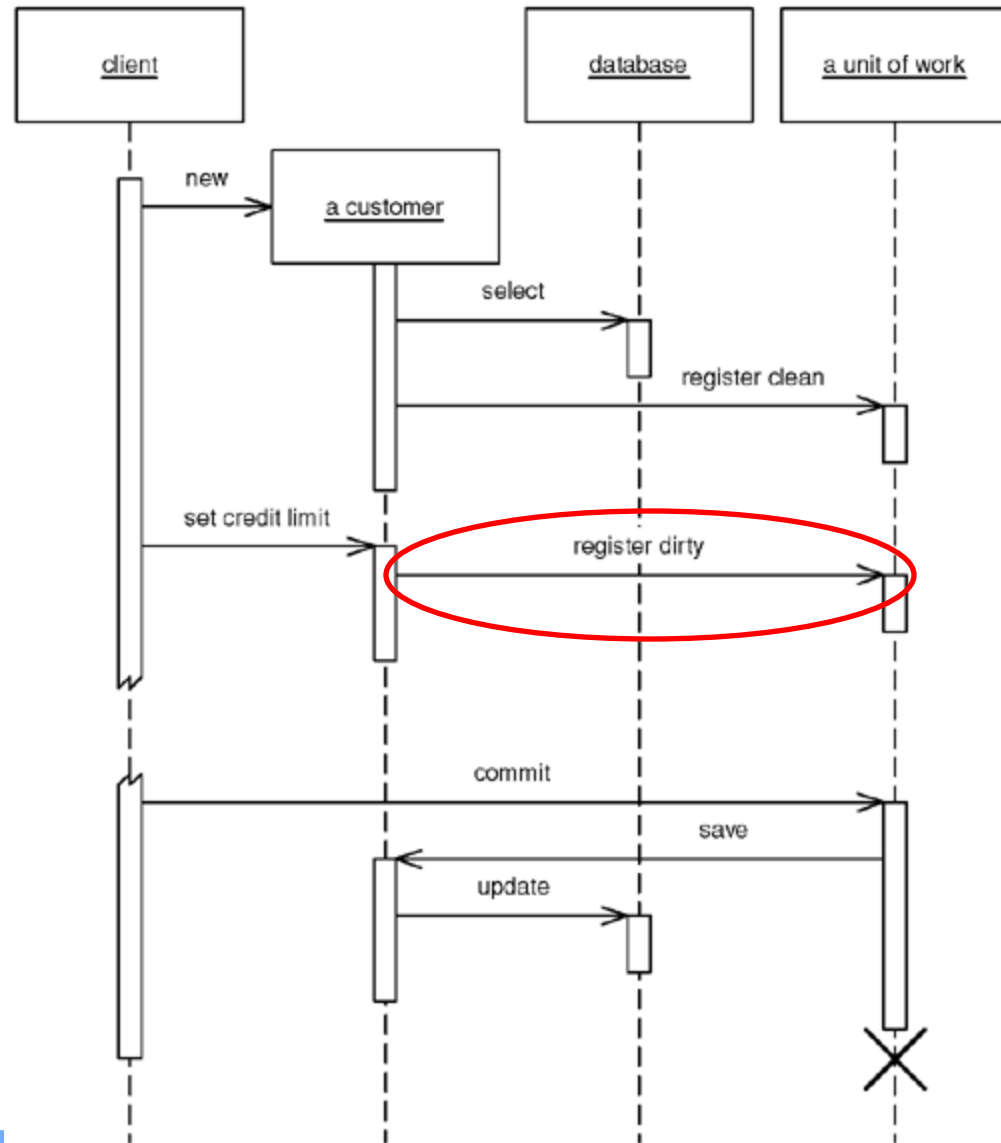 client
database
a unit of work
new
a customer
select
register clean
set credit limit
register dirty
commit
save
update